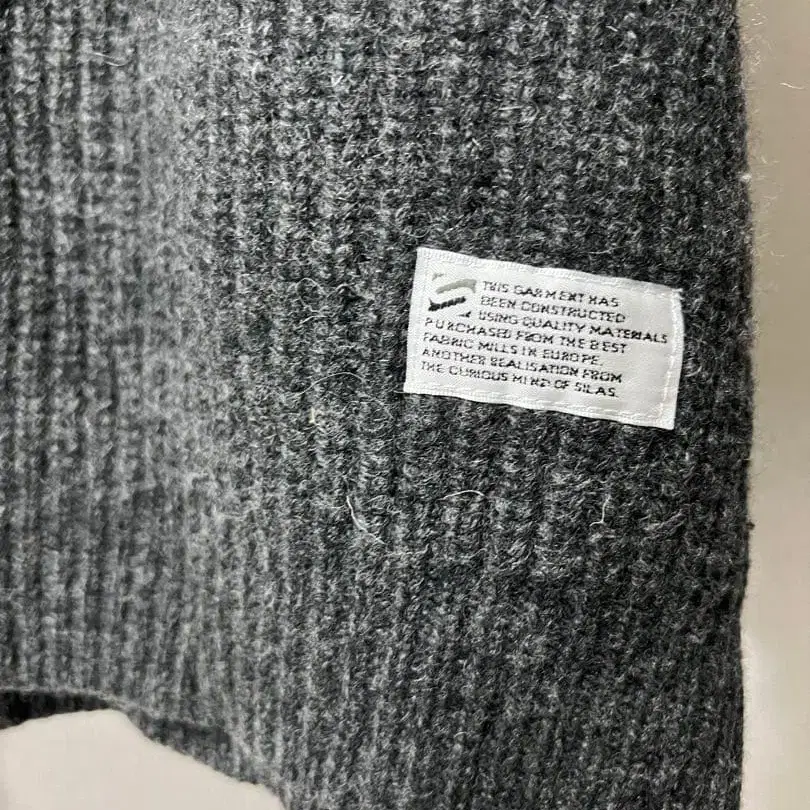 THIS GARMENT HAS
BEEN CONSTRUCTED
USING QUALITY MATERIALS
PURCHASED FROM THE BEST
FABRIC MILLS IN EUROPE.
ANOTHER REALISATION FROM
THE CURIOUS MIND OF SILAS.